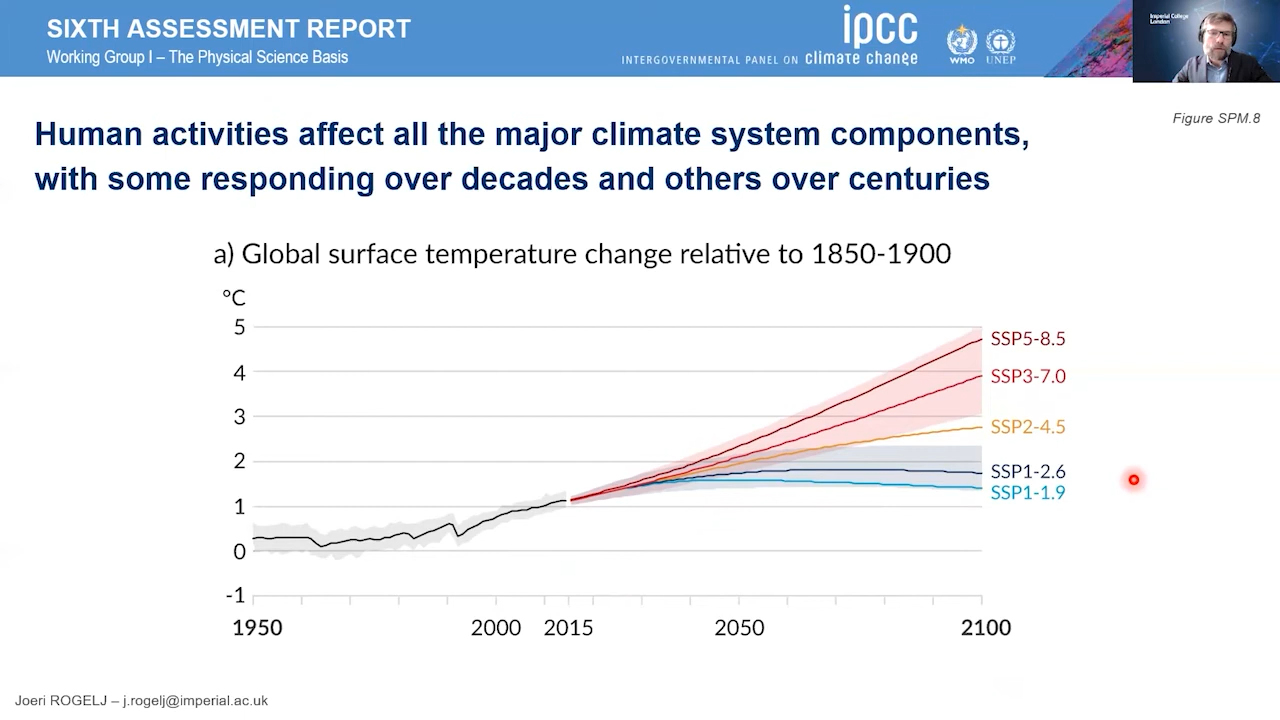 SIXTH ASSESSMENT REPORT
Working Group I – The Physical Science Basis
ipcc
INTERGOVERNMENTAL PANEL ON climate change
WMO
UNEP
Imperial College
London
Figure SPM.8
Human activities affect all the major climate system components,
with some responding over decades and others over centuries
a) Global surface temperature change relative to 1850-1900
°C
5
4
3
2
1
0
-1
SSP5-8.5
SSP3-7.0
SSP2-4.5
SSP1-2.6
SSP1-1.9
1950
2000
2015
2050
2100
Joeri ROGELJ – j.rogelj@imperial.ac.uk